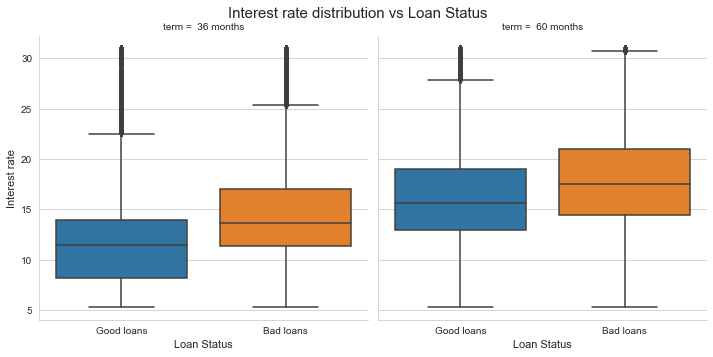 Interest rate distribution vs Loan Status
term =  36 months
term =  60 months
Interest rate
30
25
20
15
10
5
Good loans
Bad loans
Good loans
Bad loans
Loan Status
Loan Status